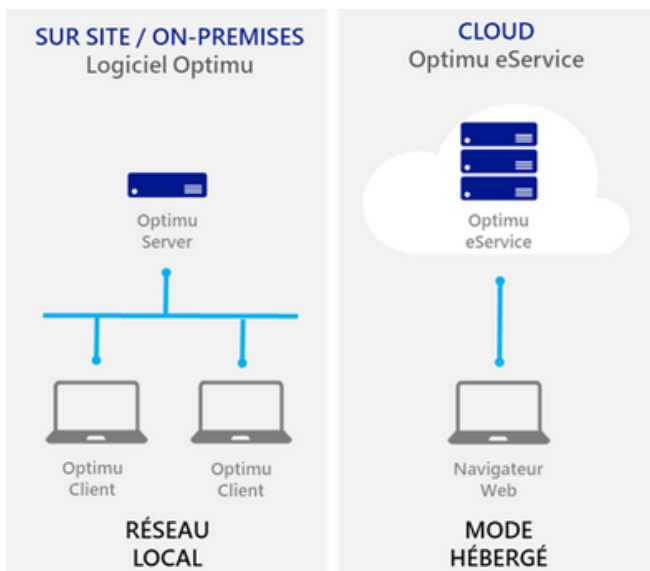 SUR SITE / ON-PREMISES
Logiciel Optimu
Optimu
Server
Optimu
Client
Optimu
Client
RÉSEAU
LOCAL
CLOUD
Optimu eService
Optimu
eService
Navigateur
Web
MODE
HÉBERGÉ